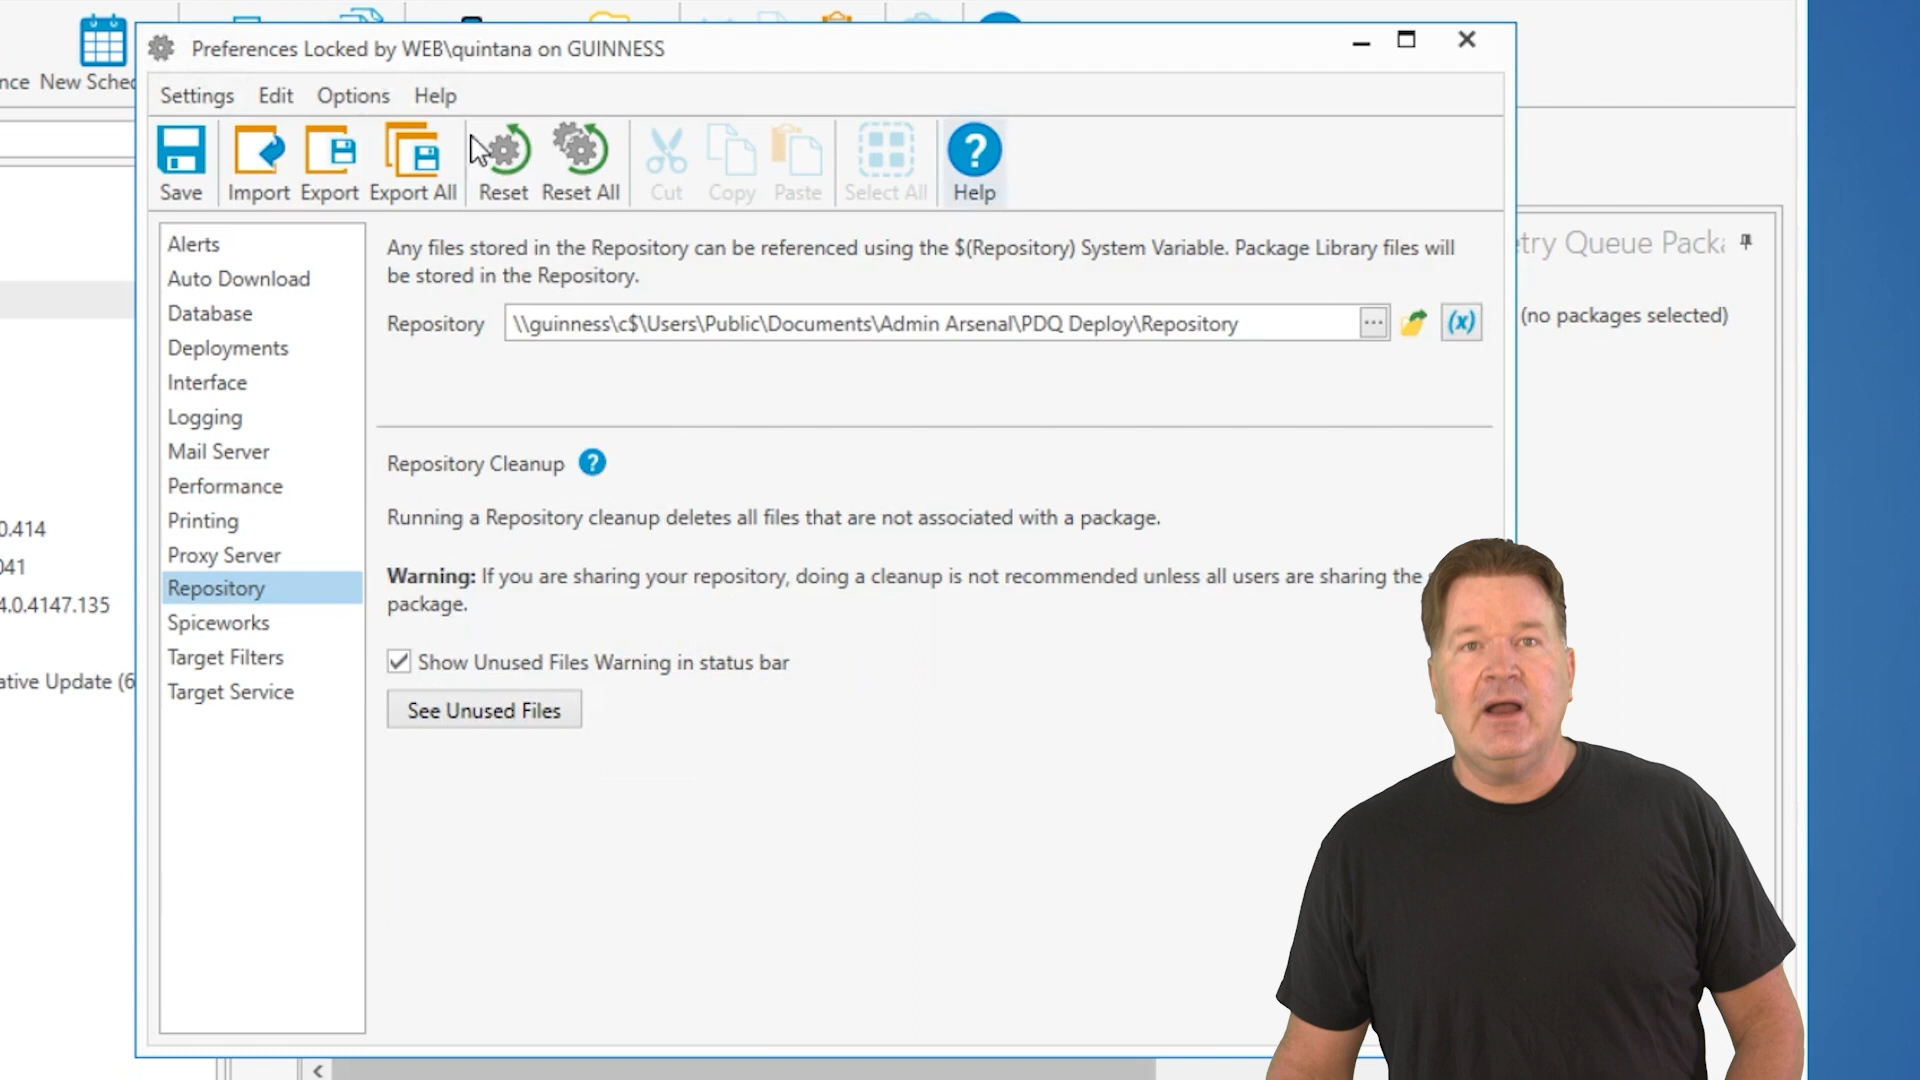 nce New Sched
Preferences Locked by WEB\quintana on GUINNESS
Settings Edit Options Help
Save Import Export Export All Reset Reset All Cut Copy Paste Select All Help
Alerts
Auto Download
Database
Deployments
Interface
Logging
Mail Server
Performance
Printing
Proxy Server
Repository
Spiceworks
Target Filters
Target Service
Any files stored in the Repository can be referenced using the $(Repository) System Variable. Package Library files will
be stored in the Repository.
Repository \\guinness\c$\Users\Public\Documents\Admin Arsenal\PDQ Deploy\Repository ... (x)
Repository Cleanup ?
Running a Repository cleanup deletes all files that are not associated with a package.
Warning: If you are sharing your repository, doing a cleanup is not recommended unless all users are sharing the
package.
Show Unused Files Warning in status bar
See Unused Files
0.414
041
4.0.4147.135
ative Update (6
etry Queue Packa
(no packages selected)